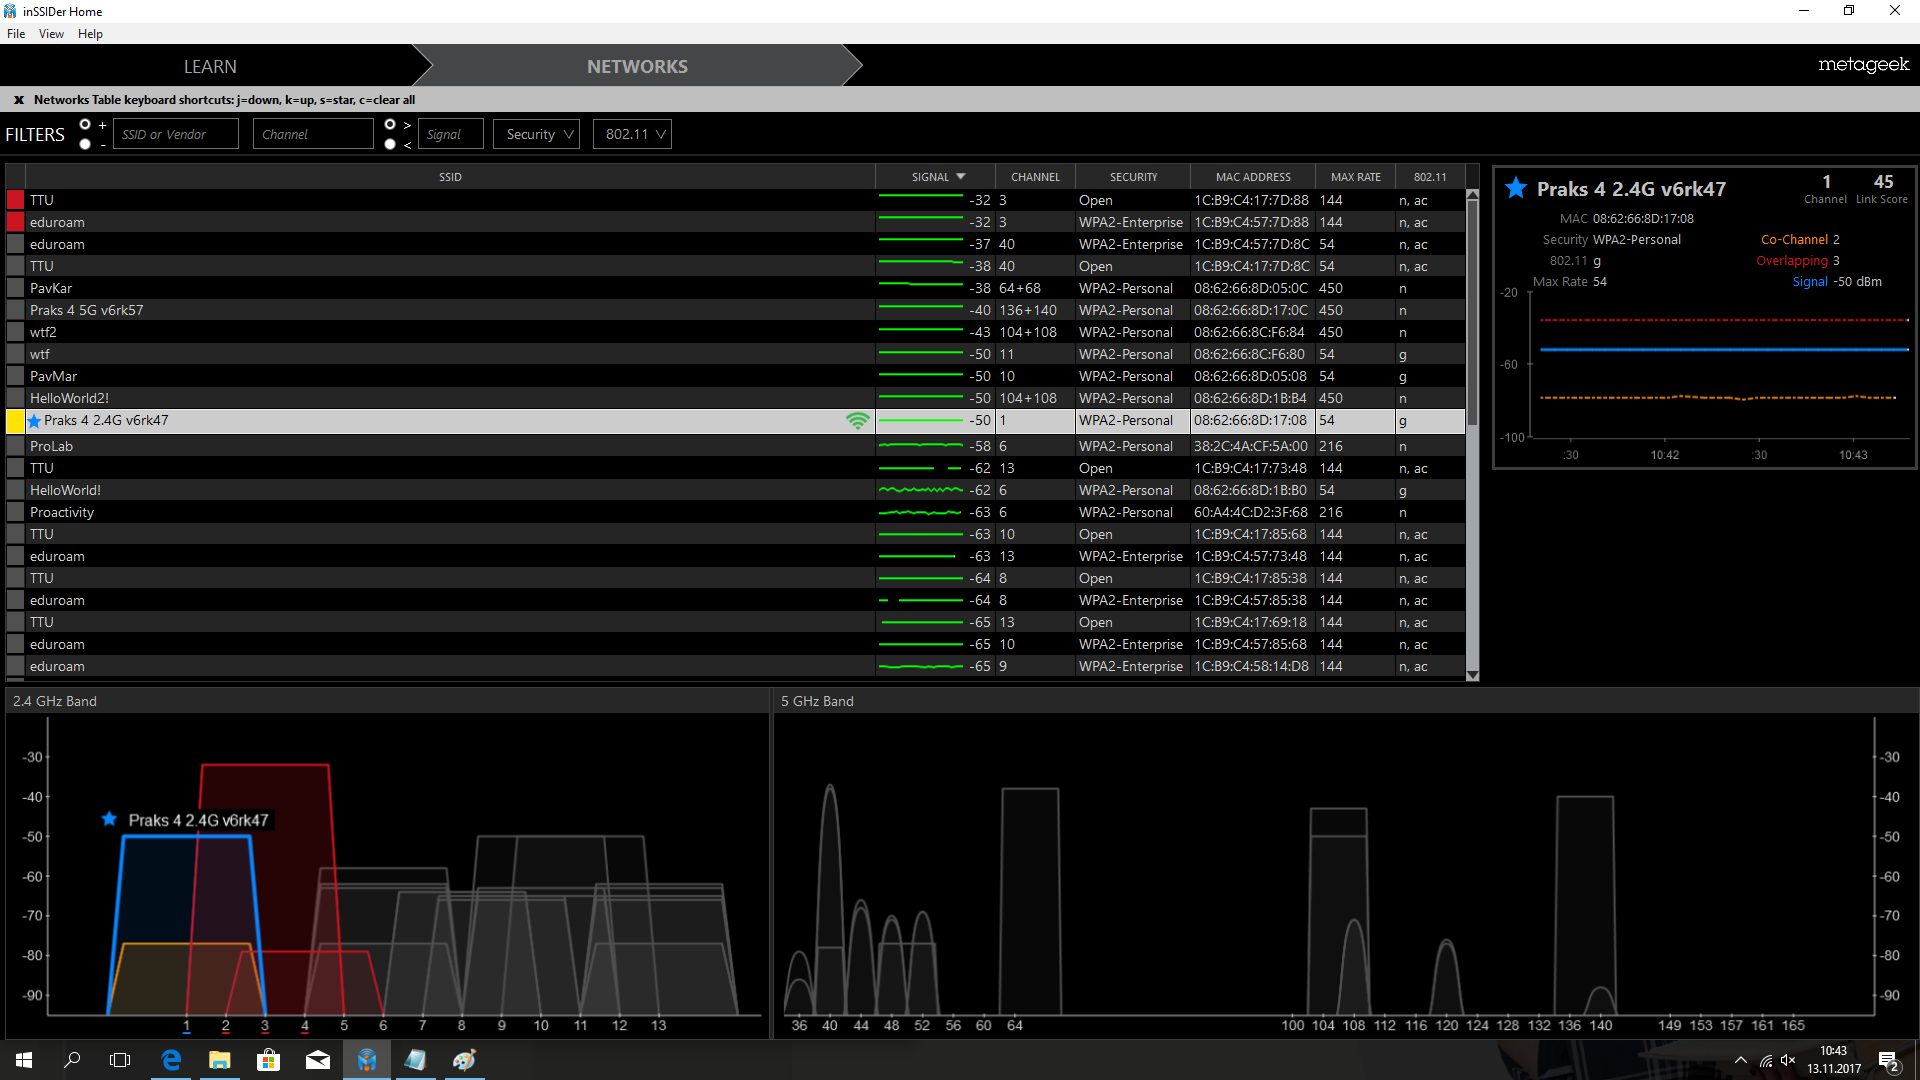 inSSIDer Home
File View Help
LEARN NETWORKS metageek
x Networks Table keyboard shortcuts: j=down, k=up, s=star, c=clear all
FILTERS + - SSID or Vendor Channel > < Signal Security 802.11
SSID SIGNAL CHANNEL SECURITY MAC ADDRESS MAX RATE 802.11
TTU -32 3 Open 1C:B9:C4:17:7D:88 144 n, ac
eduroam -32 3 WPA2-Enterprise 1C:B9:C4:57:7D:88 144 n, ac
eduroam -37 40 WPA2-Enterprise 1C:B9:C4:57:7D:8C 54 n, ac
TTU -38 40 Open 1C:B9:C4:17:7D:8C 54 n, ac
PavKar -38 64+68 WPA2-Personal 08:62:66:8D:05:0C 450 n
Praks 4 5G v6rk57 -40 136+140 WPA2-Personal 08:62:66:8D:17:0C 450 n
wtf2 -43 104+108 WPA2-Personal 08:62:66:8C:F6:84 450 n
wtf -50 11 WPA2-Personal 08:62:66:8C:F6:80 54 g
PavMar -50 10 WPA2-Personal 08:62:66:8D:05:08 54 g
HelloWorld2! -50 104+108 WPA2-Personal 08:62:66:8D:1B:B4 450 n
Praks 4 2.4G v6rk47 -50 1 WPA2-Personal 08:62:66:8D:17:08 54 g
ProLab -58 6 WPA2-Personal 38:2C:4A:CF:5A:00 216 n
TTU -62 13 Open 1C:B9:C4:17:73:48 144 n, ac
HelloWorld! -62 6 WPA2-Personal 08:62:66:8D:1B:B0 54 g
Proactivity -63 6 WPA2-Personal 60:A4:4C:D2:3F:68 216 n
TTU -63 10 Open 1C:B9:C4:17:85:68 144 n, ac
eduroam -63 13 WPA2-Enterprise 1C:B9:C4:57:73:48 144 n, ac
TTU -64 8 Open 1C:B9:C4:17:85:38 144 n, ac
eduroam -64 8 WPA2-Enterprise 1C:B9:C4:57:85:38 144 n, ac
TTU -65 13 Open 1C:B9:C4:17:69:18 144 n, ac
eduroam -65 10 WPA2-Enterprise 1C:B9:C4:57:85:68 144 n, ac
eduroam -65 9 WPA2-Enterprise 1C:B9:C4:58:14:D8 144 n, ac
Praks 4 2.4G v6rk47 1 45
Channel Link Score
MAC 08:62:66:8D:17:08
Security WPA2-Personal Co-Channel 2
802.11 g Overlapping 3
Max Rate 54 Signal -50 dBm
-20
-60
-100
:30 10:42 :30 10:43
2.4 GHz Band
-30
-40
Praks 4 2.4G v6rk47
-50
-60
-70
-80
-90
1 2 3 4 5 6 7 8 9 10 11 12 13
5 GHz Band
-30
-40
-50
-60
-70
-80
-90
36 40 44 48 52 56 60 64 100 104 108 112 116 120 124 128 132 136 140 149 153 157 161 165
10:43
13.11.2017
2